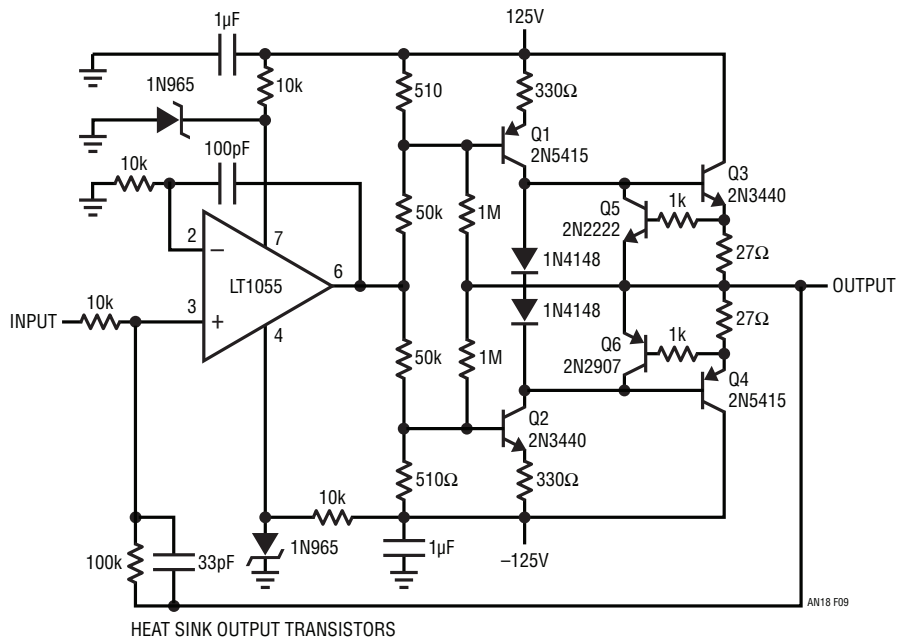 1µF
125V
1N965
10k
510
330Ω
Q1
2N5415
10k
100pF
Q3
2N3440
50k
1M
Q5
2N2222
1k
2
7
27Ω
–
1N4148
LT1055
6
OUTPUT
10k
3
INPUT
+
4
1N4148
27Ω
50k
1M
Q6
2N2907
1k
Q4
2N5415
Q2
2N3440
510Ω
330Ω
10k
100k
33pF
1N965
1µF
–125V
AN18 F09
HEAT SINK OUTPUT TRANSISTORS